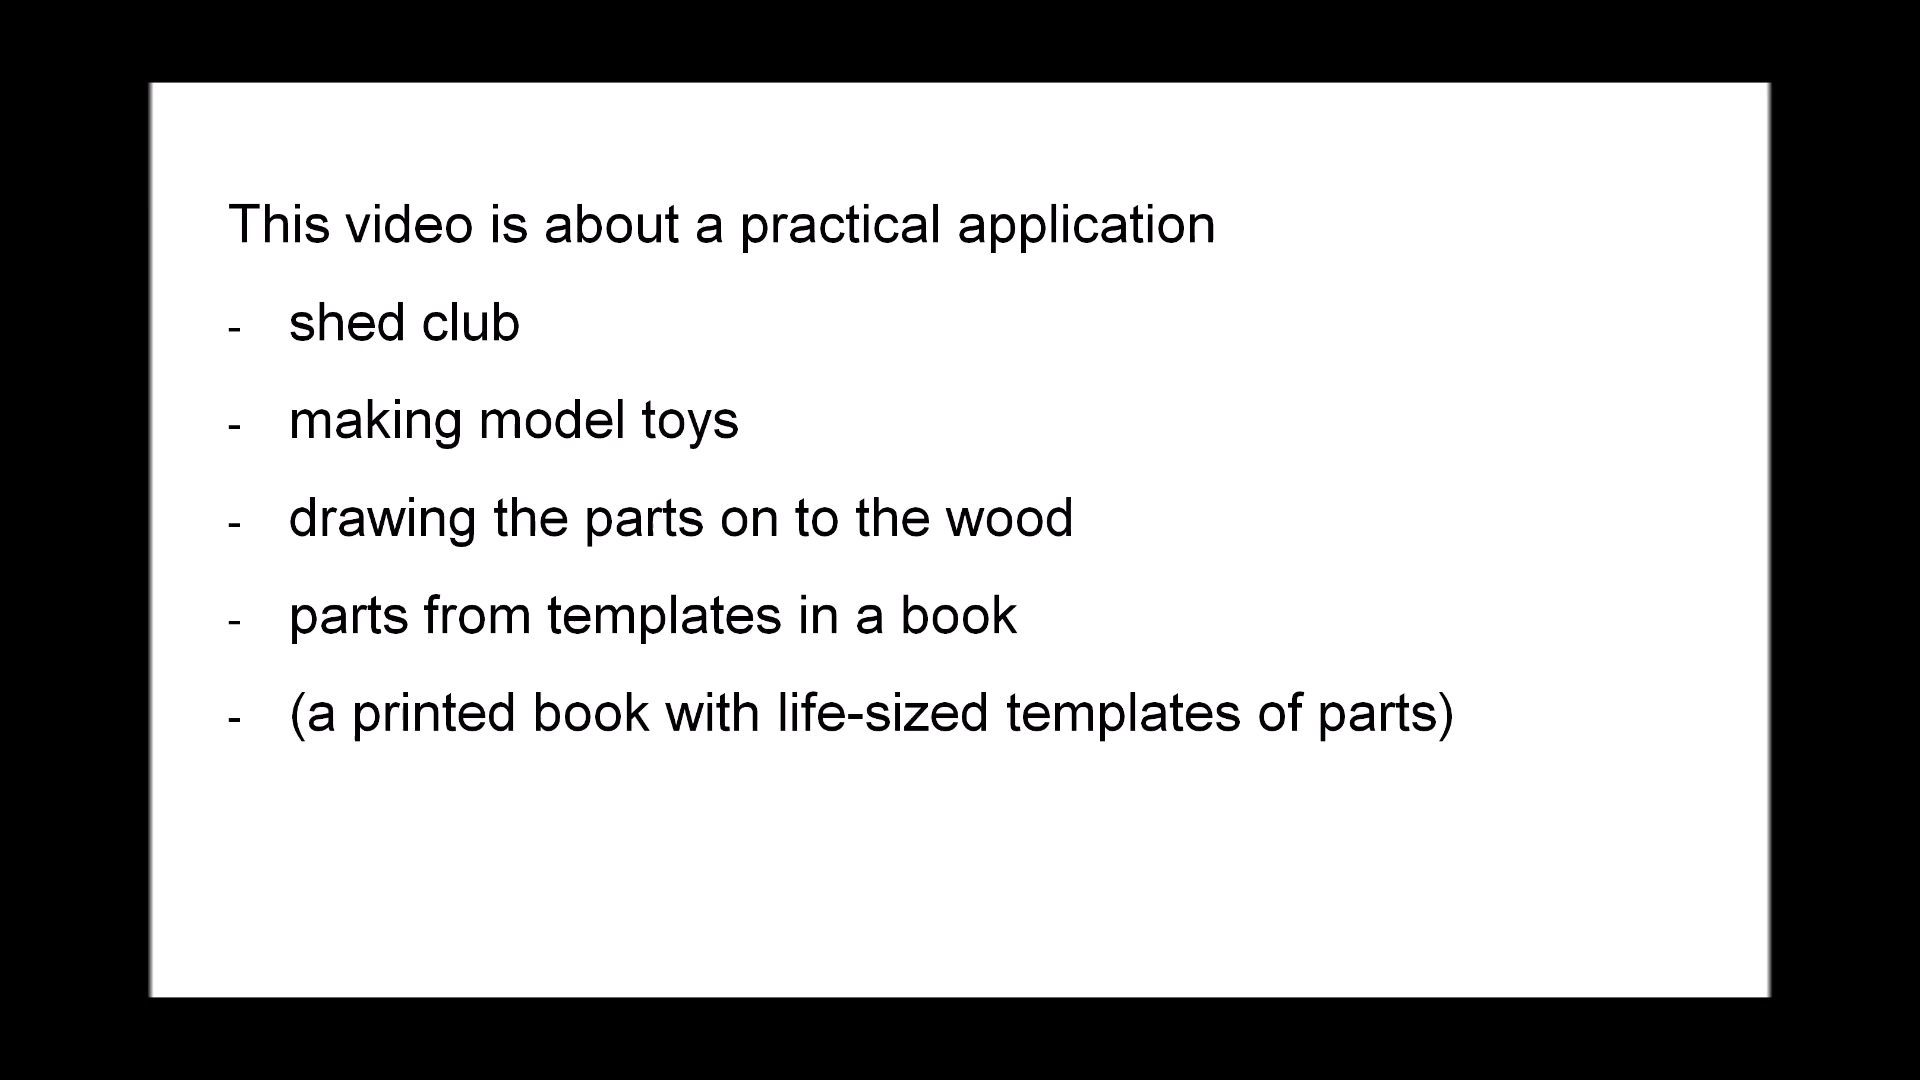 This video is about a practical application
- shed club
- making model toys
- drawing the parts on to the wood
- parts from templates in a book
- (a printed book with life-sized templates of parts)